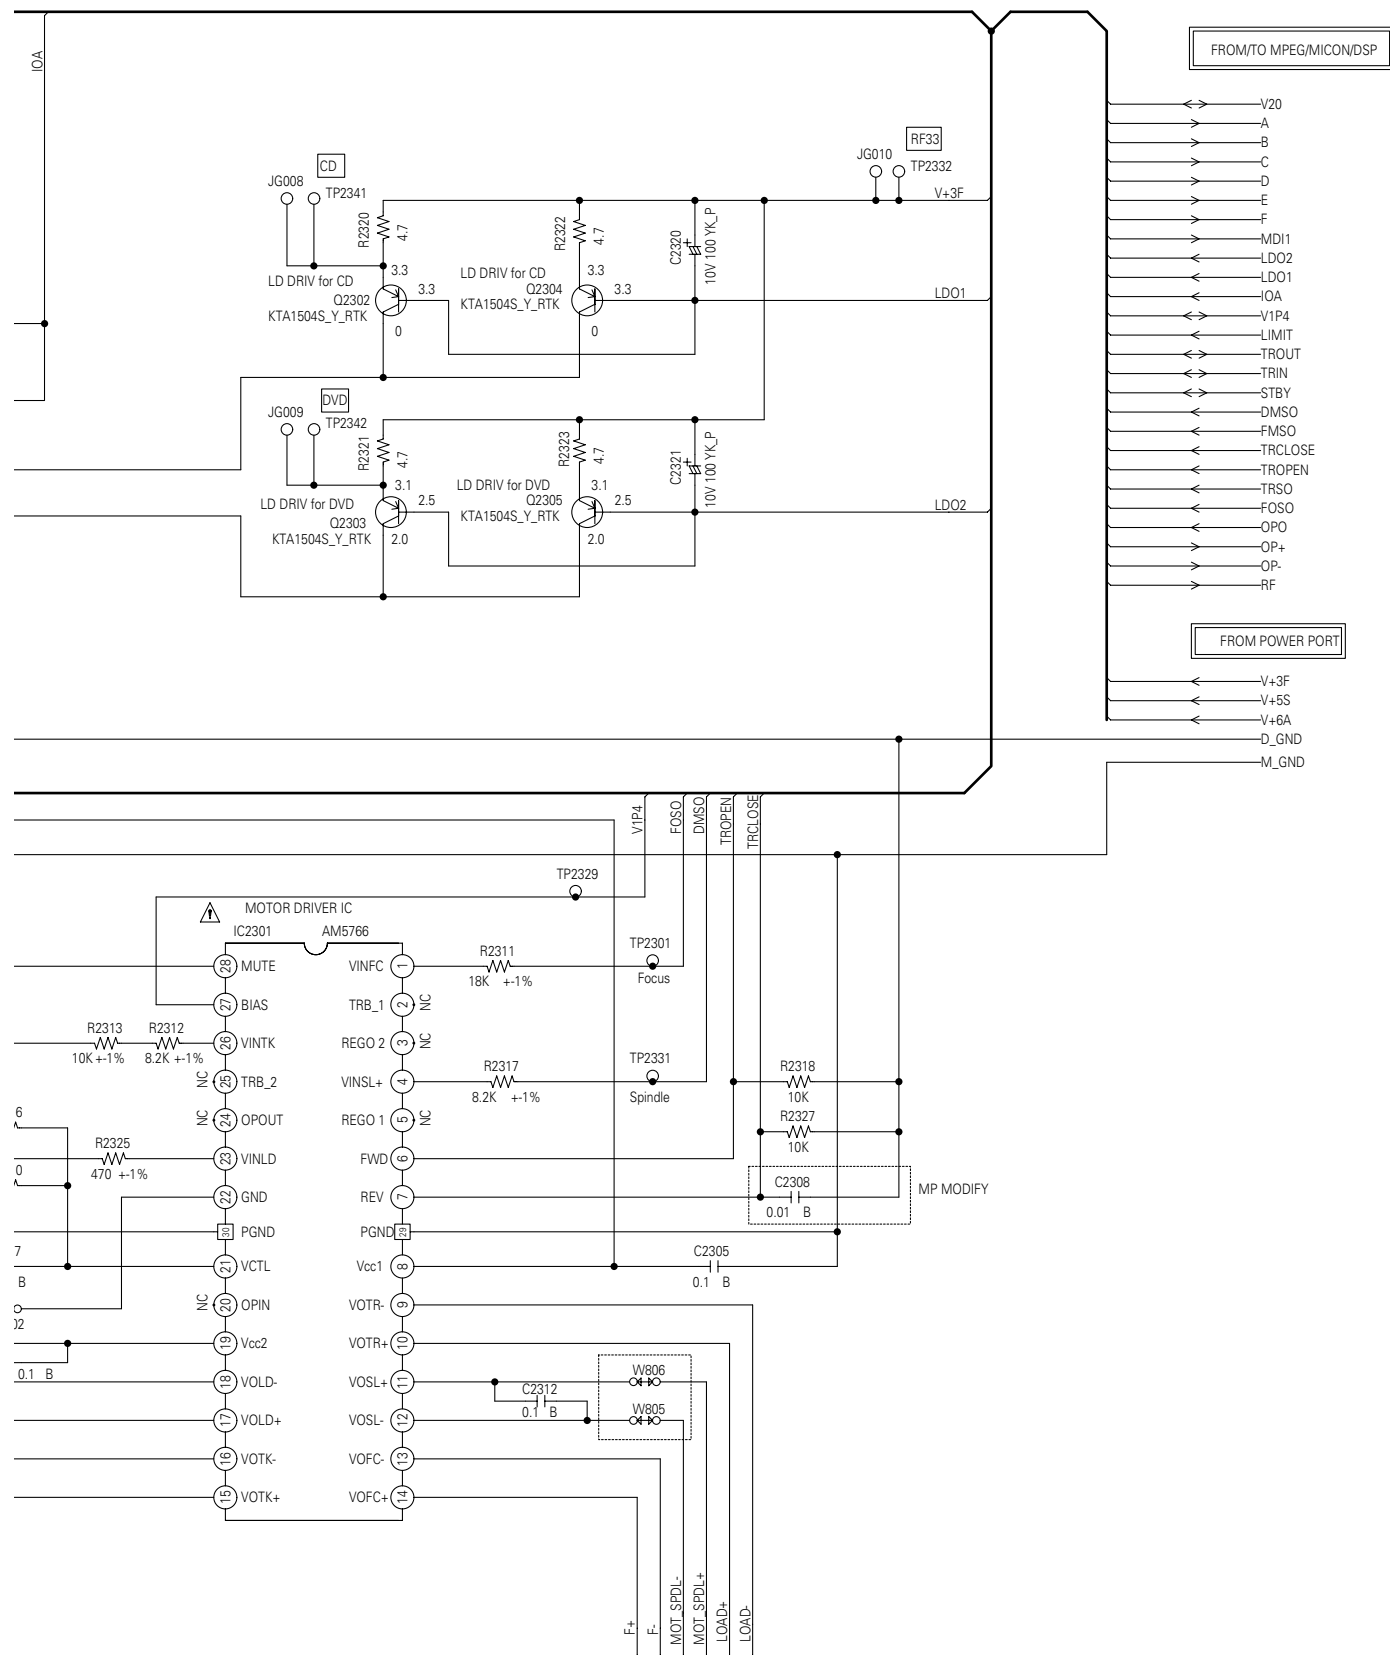 IOA
FROM/TO MPEG/MICON/DSP
V20
A
B
C
D
E
F
MDI1
LDO2
LDO1
IOA
V1P4
LIMIT
TROUT
TRIN
STBY
DMSO
FMSO
TRCLOSE
TROPEN
TRSO
FOSO
OPO
OP+
OP-
RF
FROM POWER PORT
V+3F
V+5S
V+6A
D_GND
M_GND
RF33
JG010
TP2332
V+3F
CD
JG008
TP2341
R2320
4.7
R2322
4.7
C2320
+
10V 100 YK_P
LD DRIV for CD
Q2302
KTA1504S_Y_RTK
3.3
3.3
0
LD DRIV for CD
Q2304
KTA1504S_Y_RTK
3.3
3.3
0
LDO1
DVD
JG009
TP2342
R2321
4.7
R2323
4.7
C2321
+
10V 100 YK_P
LD DRIV for DVD
Q2303
KTA1504S_Y_RTK
3.1
2.5
2.0
LD DRIV for DVD
Q2305
KTA1504S_Y_RTK
3.1
2.5
2.0
LDO2
V1P4
FOSO
DMSO
TROPEN
TRCLOSE
TP2329
MOTOR DRIVER IC
IC2301
AM5766
28 MUTE
27 BIAS
26 VINTK
NC 25 TRB_2
NC 24 OPOUT
23 VINLD
22 GND
30 PGND
21 VCTL
NC 20 OPIN
19 Vcc2
18 VOLD-
17 VOLD+
16 VOTK-
15 VOTK+
VINFC 1
TRB_1 2 NC
REGO 2 3 NC
VINSL+ 4
REGO 1 5 NC
FWD 6
REV 7
PGND 29
Vcc1 8
VOTR- 9
VOTR+ 10
VOSL+ 11
VOSL- 12
VOFC- 13
VOFC+ 14
R2313
10K +-1%
R2312
8.2K +-1%
6
R2325
470 +-1%
0
7
B
02
0.1 B
R2311
18K +-1%
TP2301
Focus
R2317
8.2K +-1%
TP2331
Spindle
R2318
10K
R2327
10K
C2308
0.01 B
MP MODIFY
C2305
0.1 B
C2312
0.1 B
W806
W805
F+
F-
MOT_SPDL-
MOT_SPDL+
LOAD+
LOAD-